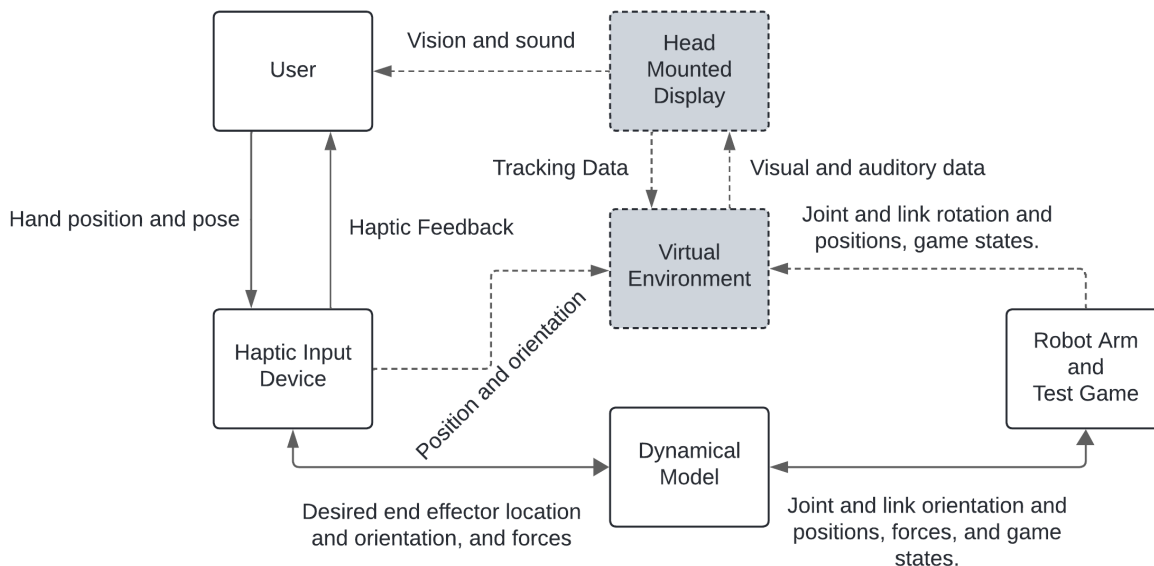 User
Vision and sound
Head
Mounted
Display
Tracking Data
Visual and auditory data
Hand position and pose
Haptic Feedback
Virtual
Environment
Joint and link rotation and
positions, game states.
Haptic Input
Device
Position and orientation
Robot Arm
and
Test Game
Dynamical
Model
Desired end effector location
and orientation, and forces
Joint and link orientation and
positions, forces, and game
states.